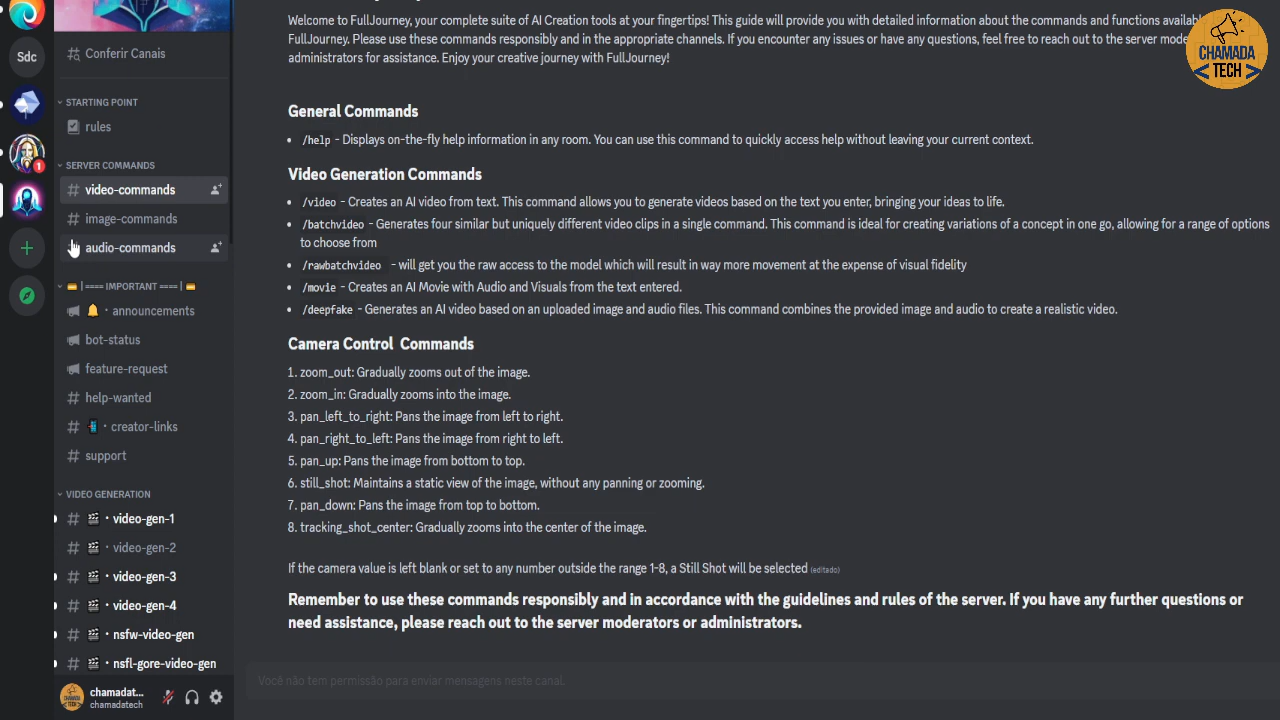 Conferir Canais
STARTING POINT
rules
SERVER COMMANDS
video-commands
image-commands
audio-commands
| ==== IMPORTANT ==== |
announcements
bot-status
feature-request
help-wanted
creator-links
support
VIDEO GENERATION
video-gen-1
video-gen-2
video-gen-3
video-gen-4
nsfw-video-gen
nsfl-gore-video-gen
chamadat...
chamadatech
Sdc
1
Welcome to FullJourney, your complete suite of AI Creation tools at your fingertips! This guide will provide you with detailed information about the commands and functions
FullJourney. Please use these commands responsibly and in the appropriate channels. If you encounter any issues or have any questions, feel free to reach out to the server
administrators for assistance. Enjoy your creative journey with FullJourney!
General Commands
• /help - Displays on-the-fly help information in any room. You can use this command to quickly access help without leaving your current context.
Video Generation Commands
• /video - Creates an AI video from text. This command allows you to generate videos based on the text you enter, bringing your ideas to life.
• /batchvideo - Generates four similar but uniquely different video clips in a single command. This command is ideal for creating variations of a concept in one go, allowing for a range of options
to choose from
• /rawbatchvideo - will get you the raw access to the model which will result in way more movement at the expense of visual fidelity
• /movie - Creates an AI Movie with Audio and Visuals from the text entered.
• /deepfake - Generates an AI video based on an uploaded image and audio files. This command combines the provided image and audio to create a realistic video.
Camera Control Commands
1. zoom_out: Gradually zooms out of the image.
2. zoom_in: Gradually zooms into the image.
3. pan_left_to_right: Pans the image from left to right.
4. pan_right_to_left: Pans the image from right to left.
5. pan_up: Pans the image from bottom to top.
6. still_shot: Maintains a static view of the image, without any panning or zooming.
7. pan_down: Pans the image from top to bottom.
8. tracking_shot_center: Gradually zooms into the center of the image.
If the camera value is left blank or set to any number outside the range 1-8, a Still Shot will be selected (editado)
Remember to use these commands responsibly and in accordance with the guidelines and rules of the server. If you have any further questions or
need assistance, please reach out to the server moderators or administrators.
Você não tem permissão para enviar mensagens neste canal.
CHAMADA
<TECH>